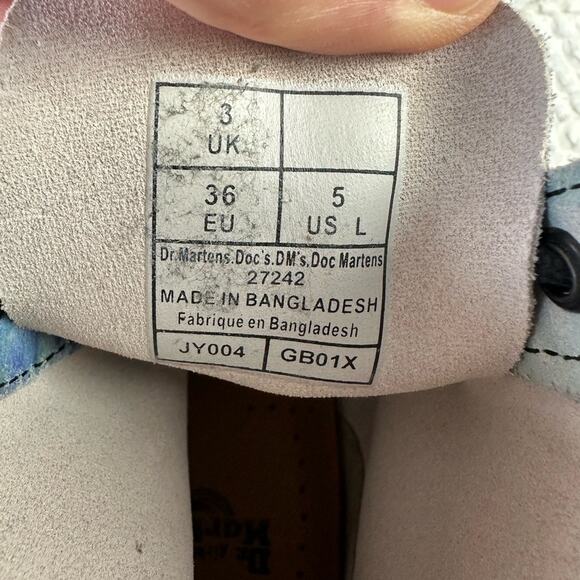 3
UK
36
EU
5
US L
Dr.Martens.Doc's.DM's.Doc Martens
27242
MADE IN BANGLADESH
Fabrique en Bangladesh
JY004
GB01X
Dr.